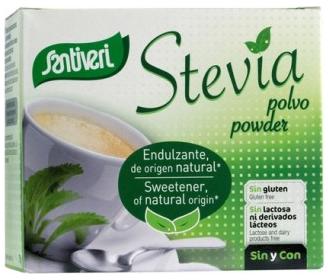 Santiveri
Stevia
polvo
powder
Endulzante,
de origen natural*
Sweetener,
of natural origin*
Sin gluten
Gluten free
Sin lactosa
ni derivados
lácteos
Lactose and dairy
products free
Sin y Con